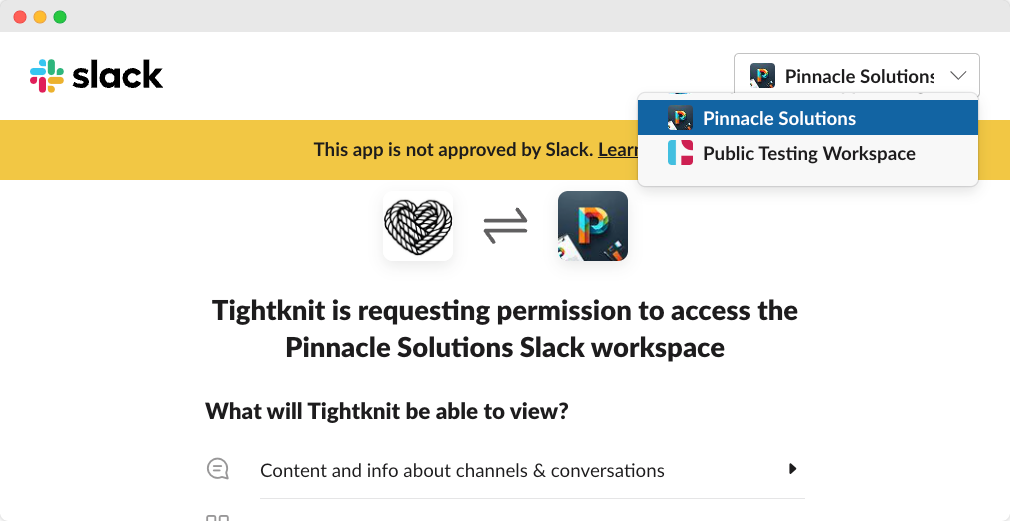 slack
Pinnacle Solutions
Pinnacle Solutions
Public Testing Workspace
This app is not approved by Slack. Learn
Tightknit is requesting permission to access the
Pinnacle Solutions Slack workspace
What will Tightknit be able to view?
Content and info about channels & conversations